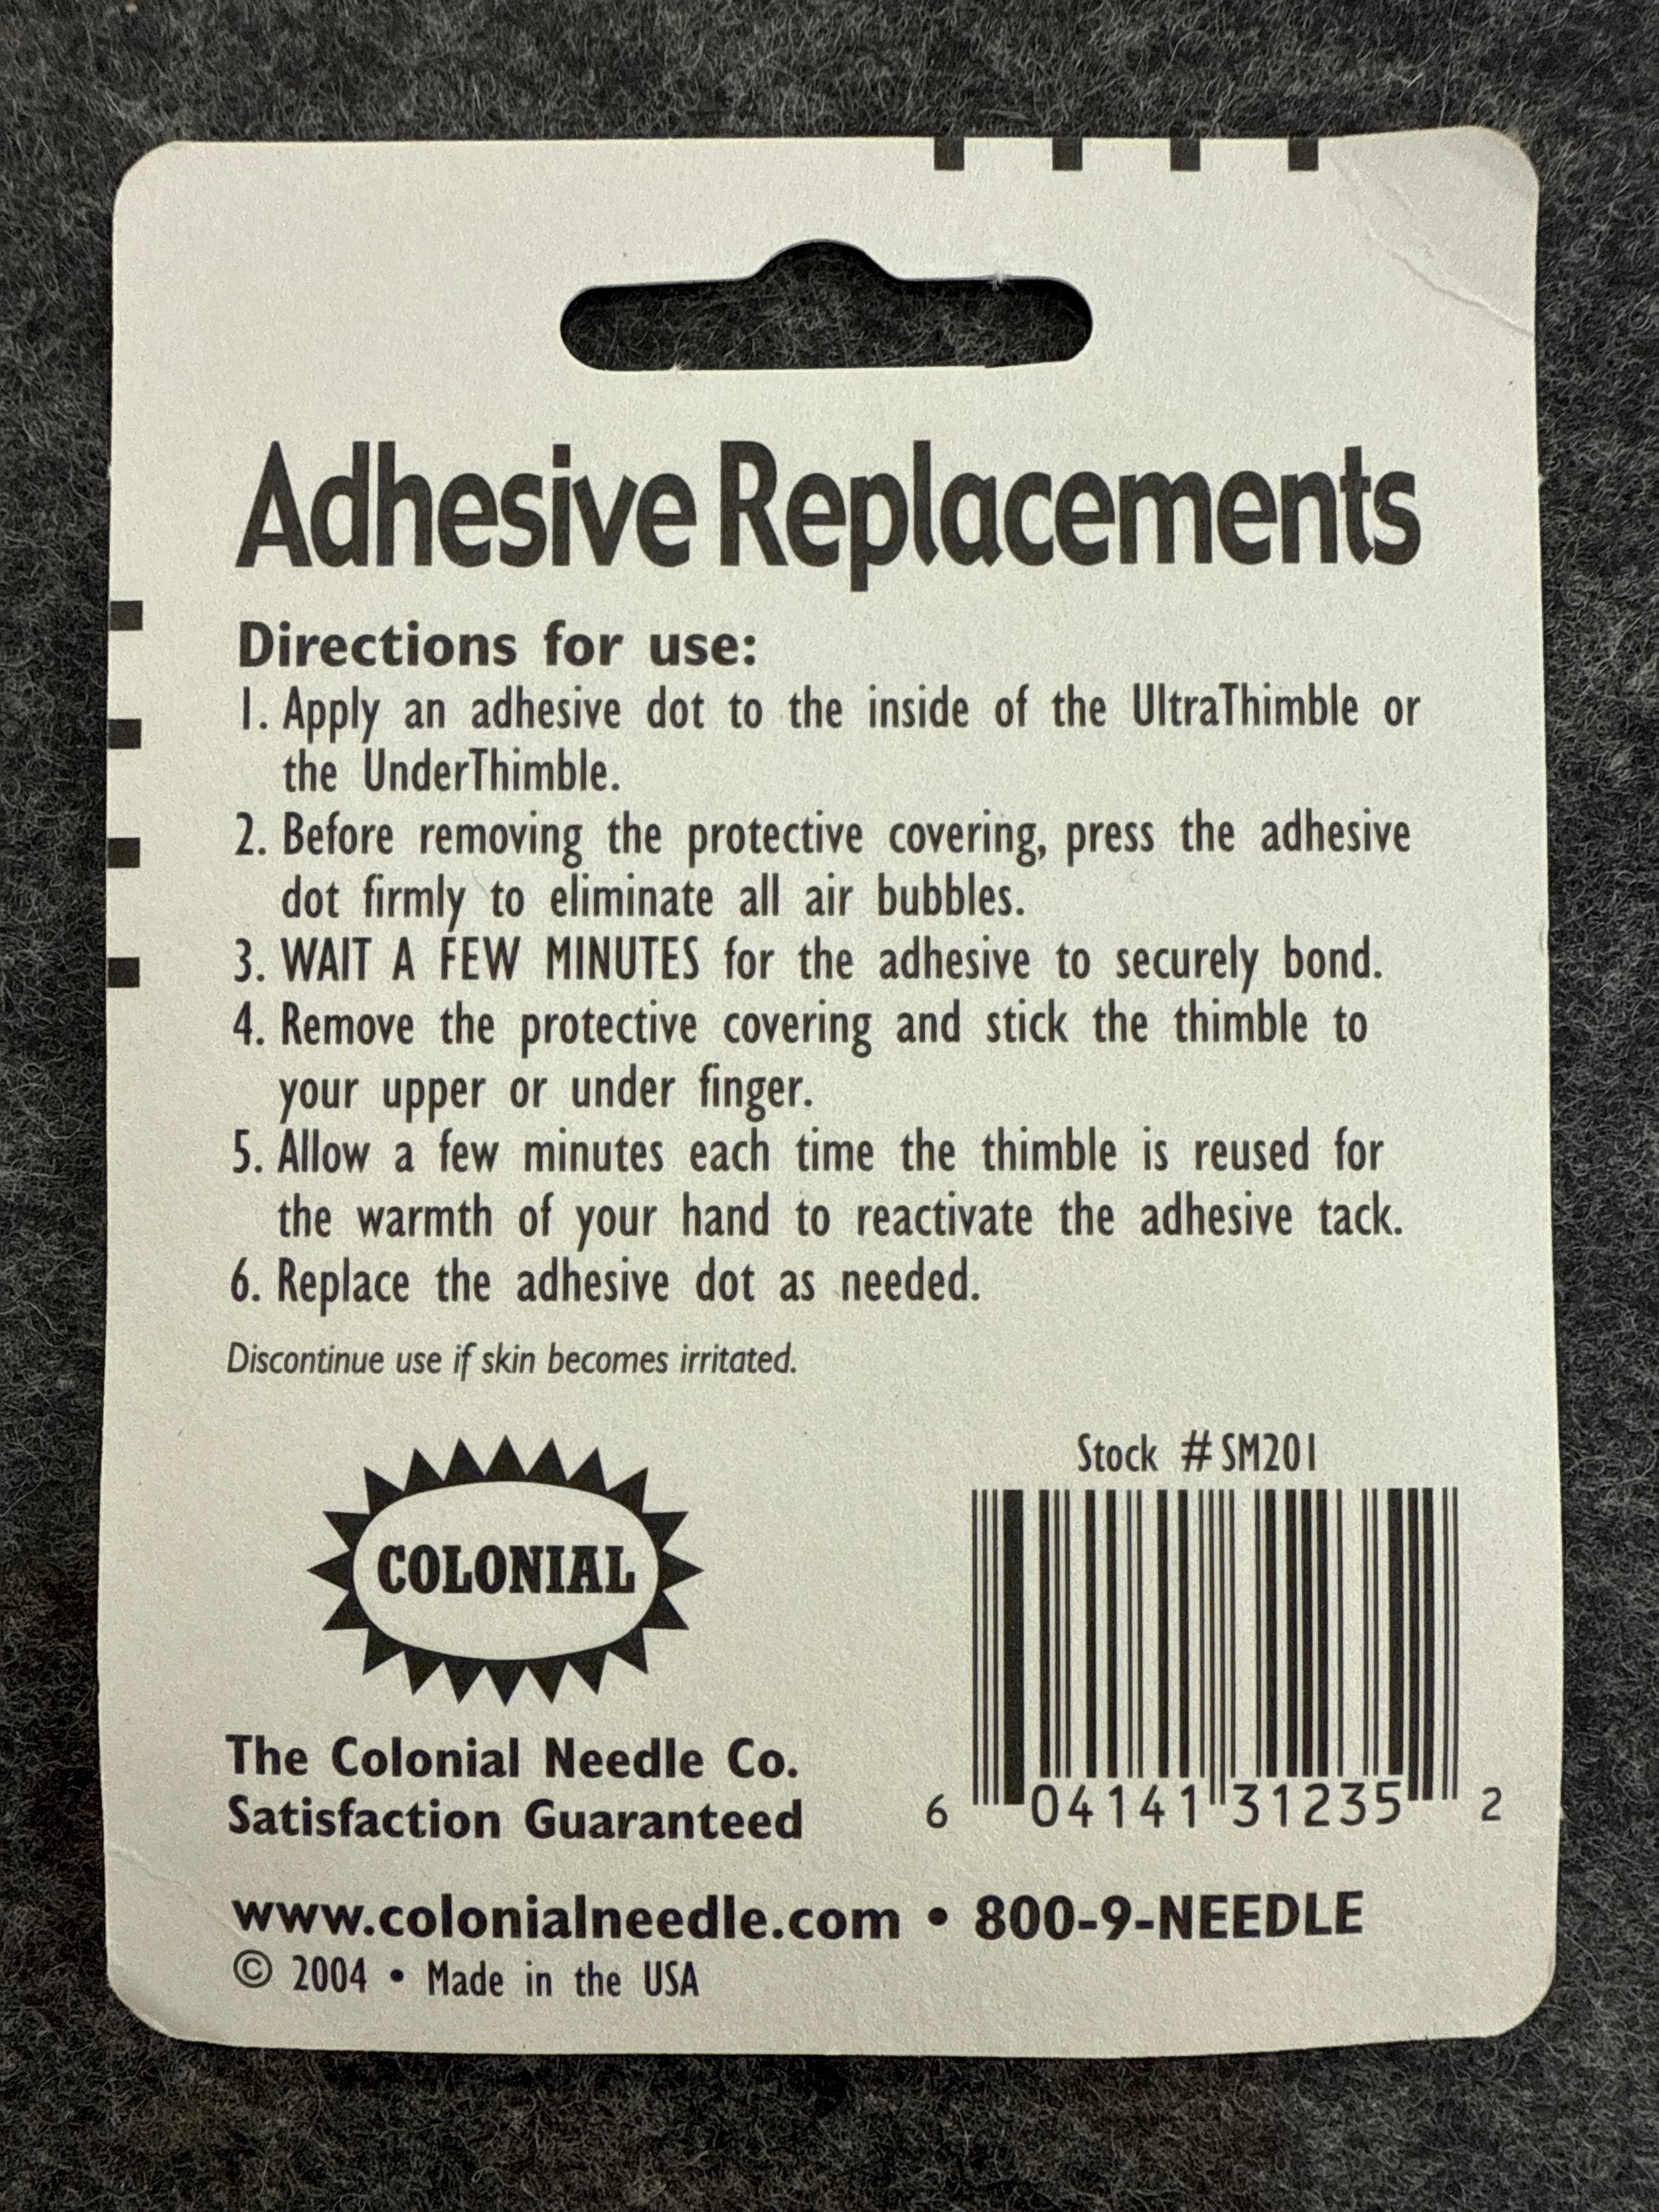 Adhesive Replacements
Directions for use:
1. Apply an adhesive dot to the inside of the UltraThimble or
the UnderThimble.
2. Before removing the protective covering, press the adhesive
dot firmly to eliminate all air bubbles.
3. WAIT A FEW MINUTES for the adhesive to securely bond.
4. Remove the protective covering and stick the thimble to
your upper or under finger.
5. Allow a few minutes each time the thimble is reused for
the warmth of your hand to reactivate the adhesive tack.
6. Replace the adhesive dot as needed.
Discontinue use if skin becomes irritated.
COLONIAL
The Colonial Needle Co.
Satisfaction Guaranteed
Stock #SM201
6 04141 31235 2
www.colonialneedle.com • 800-9-NEEDLE
© 2004 • Made in the USA